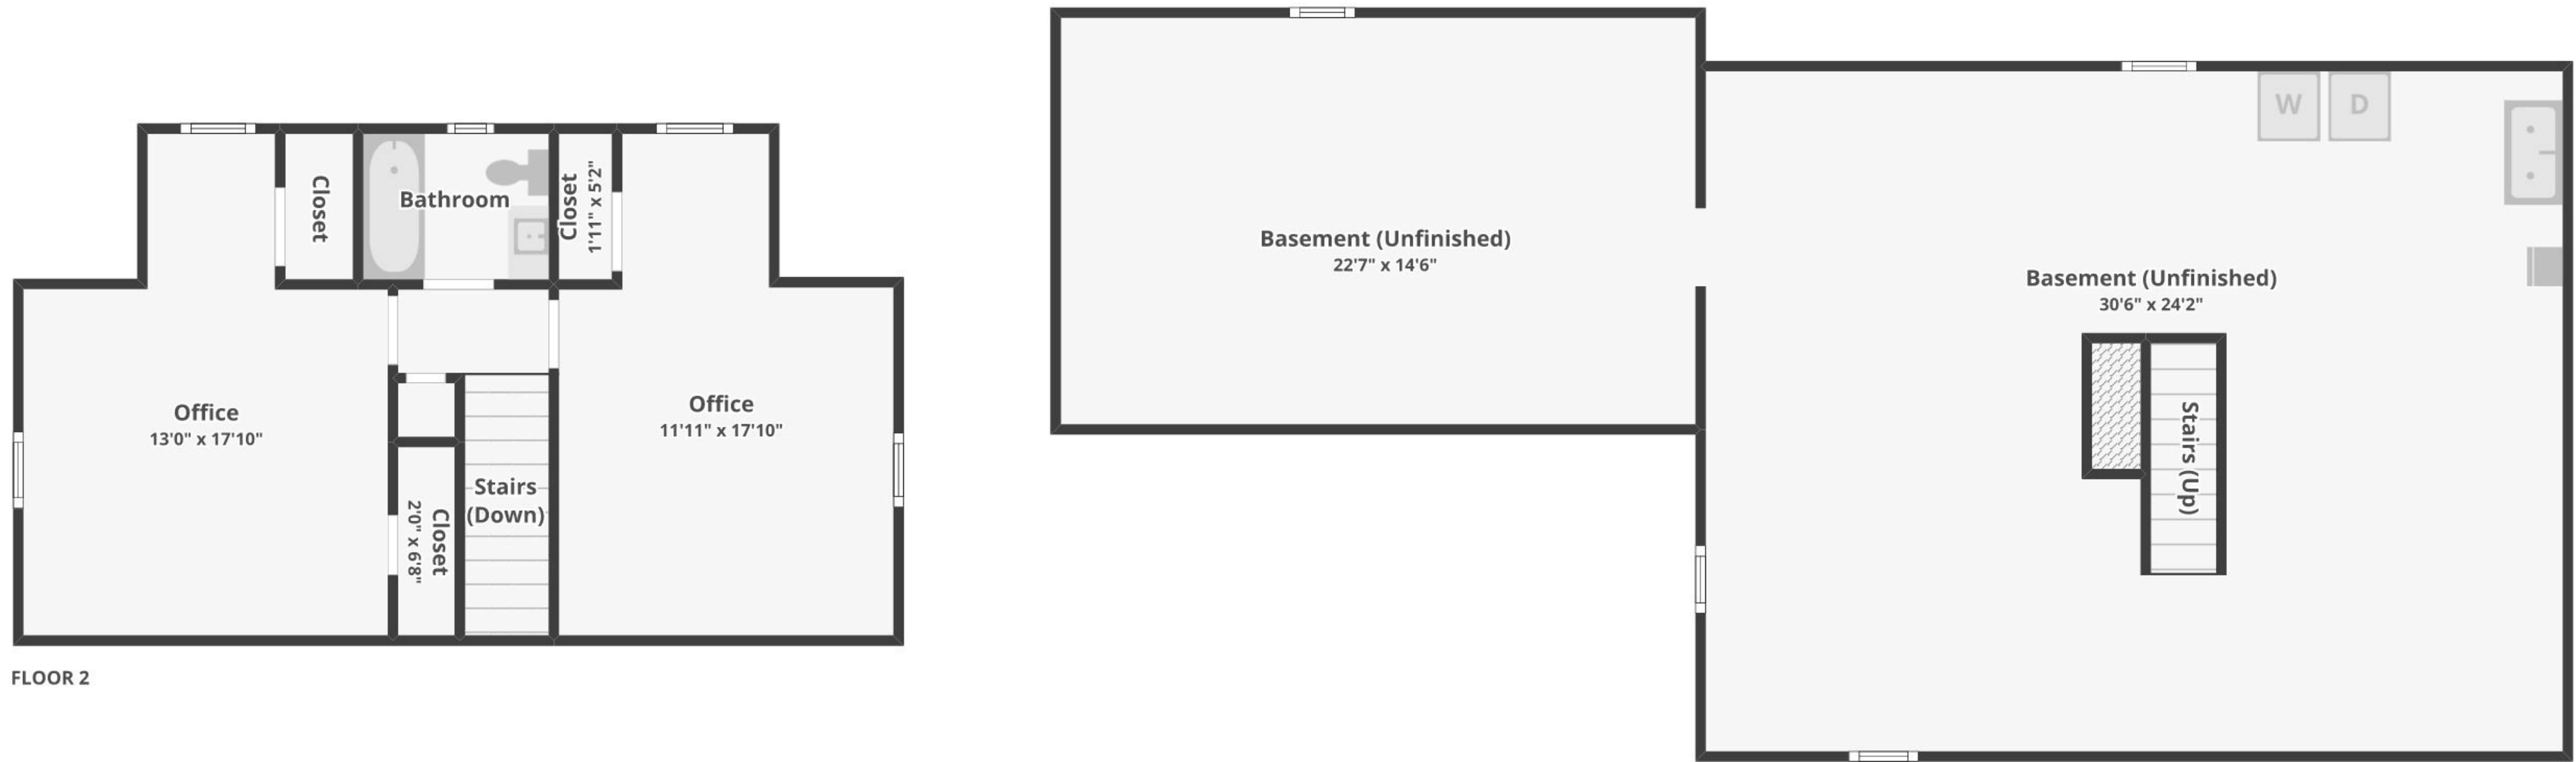 Closet
Bathroom
Closet
1'11" x 5'2"
Office
13'0" x 17'10"
Office
11'11" x 17'10"
Closet
2'0" x 6'8"
Stairs
(Down)
FLOOR 2
Basement (Unfinished)
22'7" x 14'6"
W
D
Basement (Unfinished)
30'6" x 24'2"
Stairs (Up)